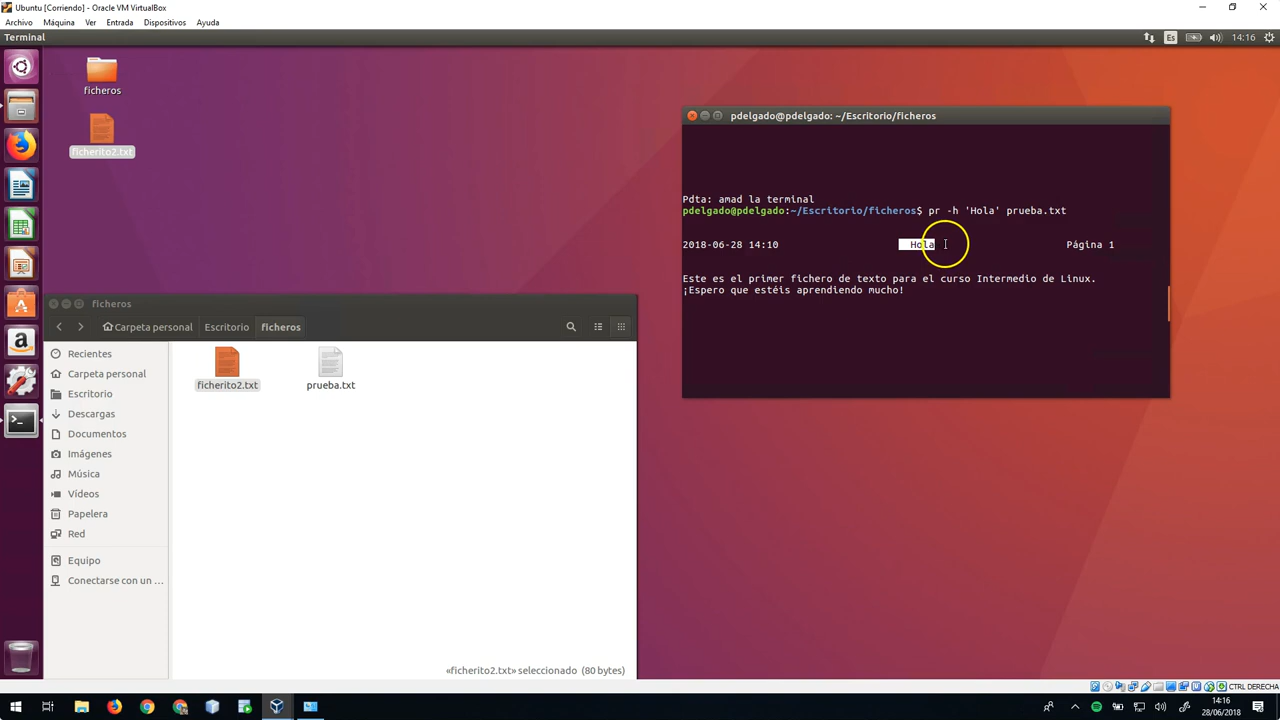 Ubuntu [Corriendo] - Oracle VM VirtualBox
Archivo Máquina Ver Entrada Dispositivos Ayuda
Terminal
Es
14:16
ficheros
ficherito2.txt
pdelgado@pdelgado: ~/Escritorio/ficheros
Pdta: amad la terminal
pdelgado@pdelgado:~/Escritorio/ficheros$ pr -h 'Hola' prueba.txt
2018-06-28 14:10 Hola Página 1
Este es el primer fichero de texto para el curso Intermedio de Linux.
¡Espero que estéis aprendiendo mucho!
ficheros
Carpeta personal Escritorio ficheros
Recientes
Carpeta personal
Escritorio
Descargas
Documentos
Imágenes
Música
Vídeos
Papelera
Red
Equipo
Conectarse con un …
ficherito2.txt
prueba.txt
«ficherito2.txt» seleccionado (80 bytes)
CTRL DERECHA
14:16
28/06/2018